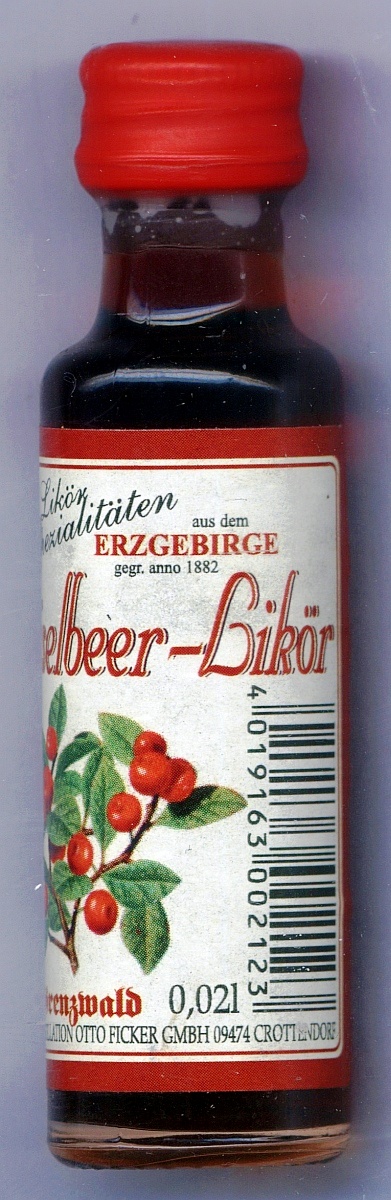 Likör
ezialitäten
aus dem
ERZGEBIRGE
gegr. anno 1882
elbeer-Likör
4 019163 002123
renzwald 0,02l
LATION OTTO FICKER GMBH 09474 CROTTENDORF